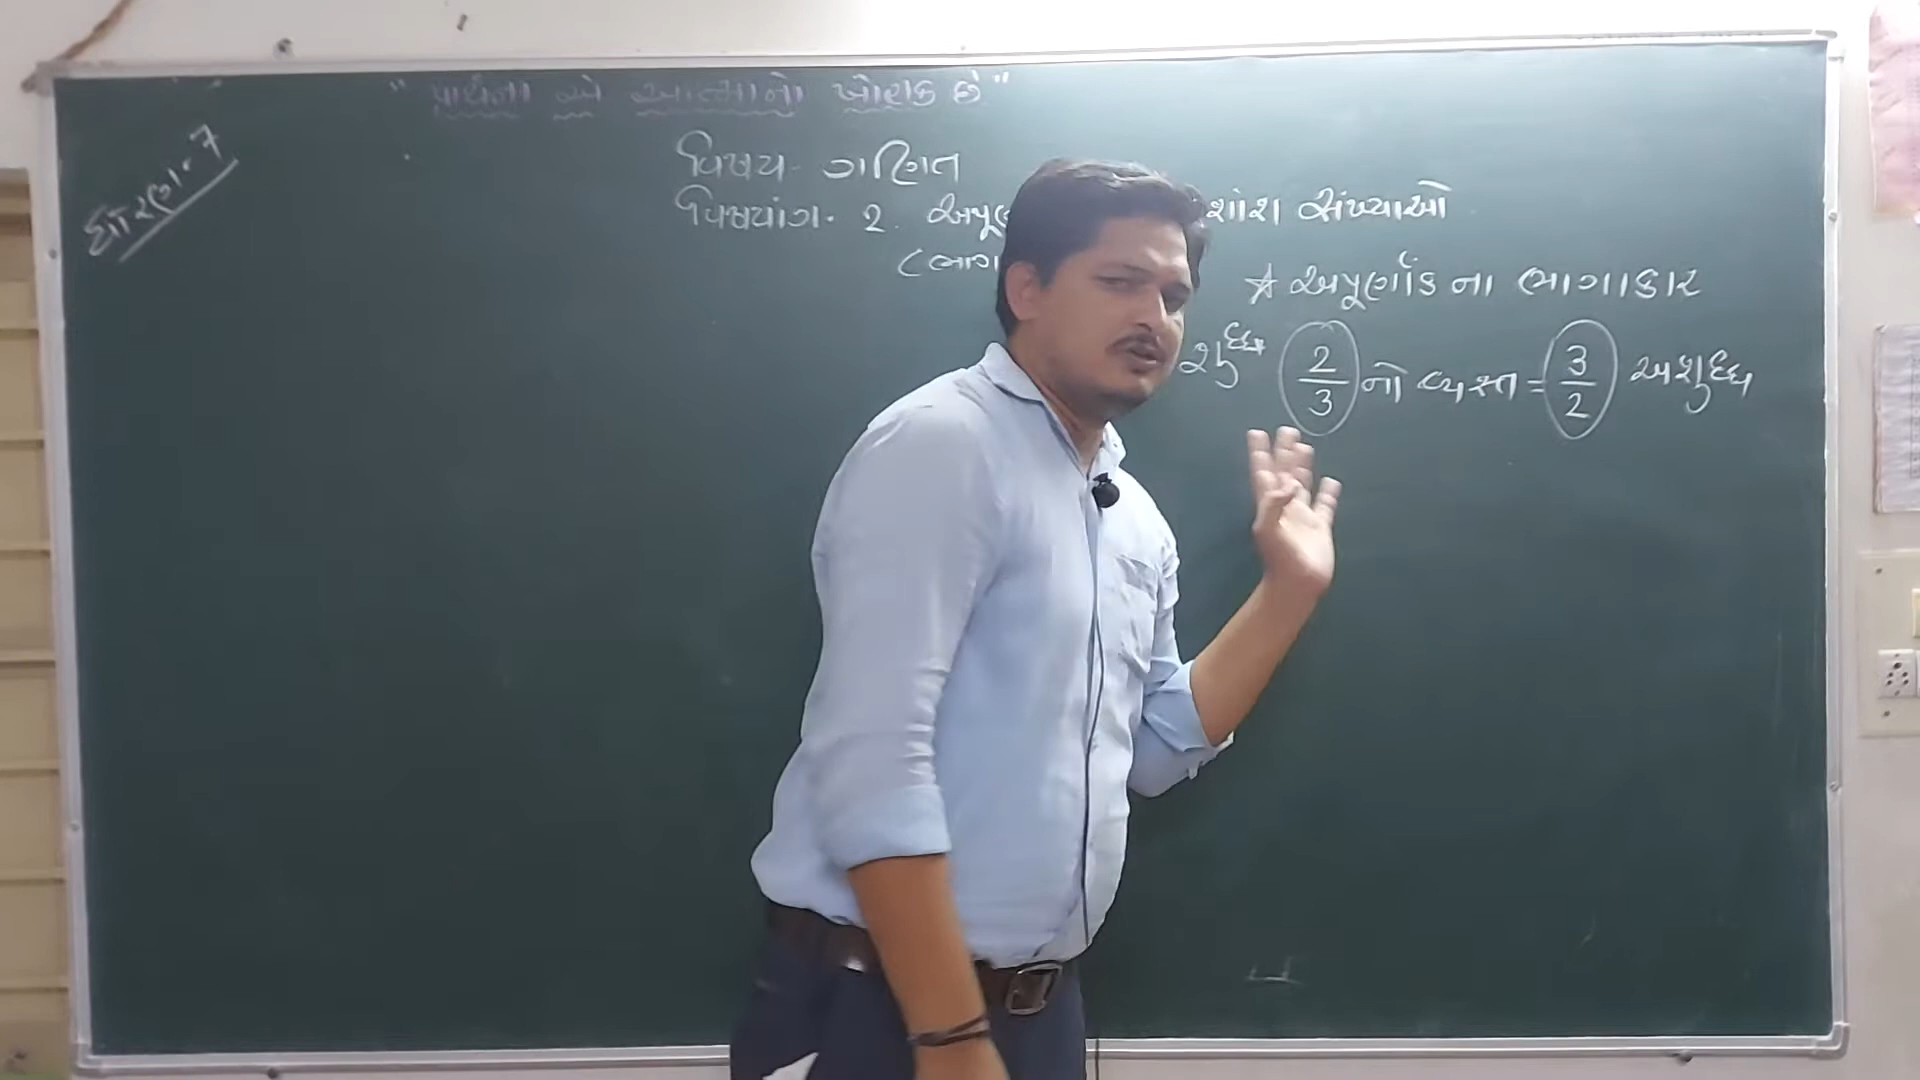 "પ્રાર્થના એ આત્માનો ખોરાક છે"
ધોરણ-7
વિષય- ગણિત
વિષયાંગ- 2. અપૂ શાંશ સંખ્યાઓ
(ભાગ
☆ અપૂર્ણાંક ના ભાગાકાર
શુદ્ધ 2/3 નો વ્યસ્ત = 3/2 અશુદ્ધ